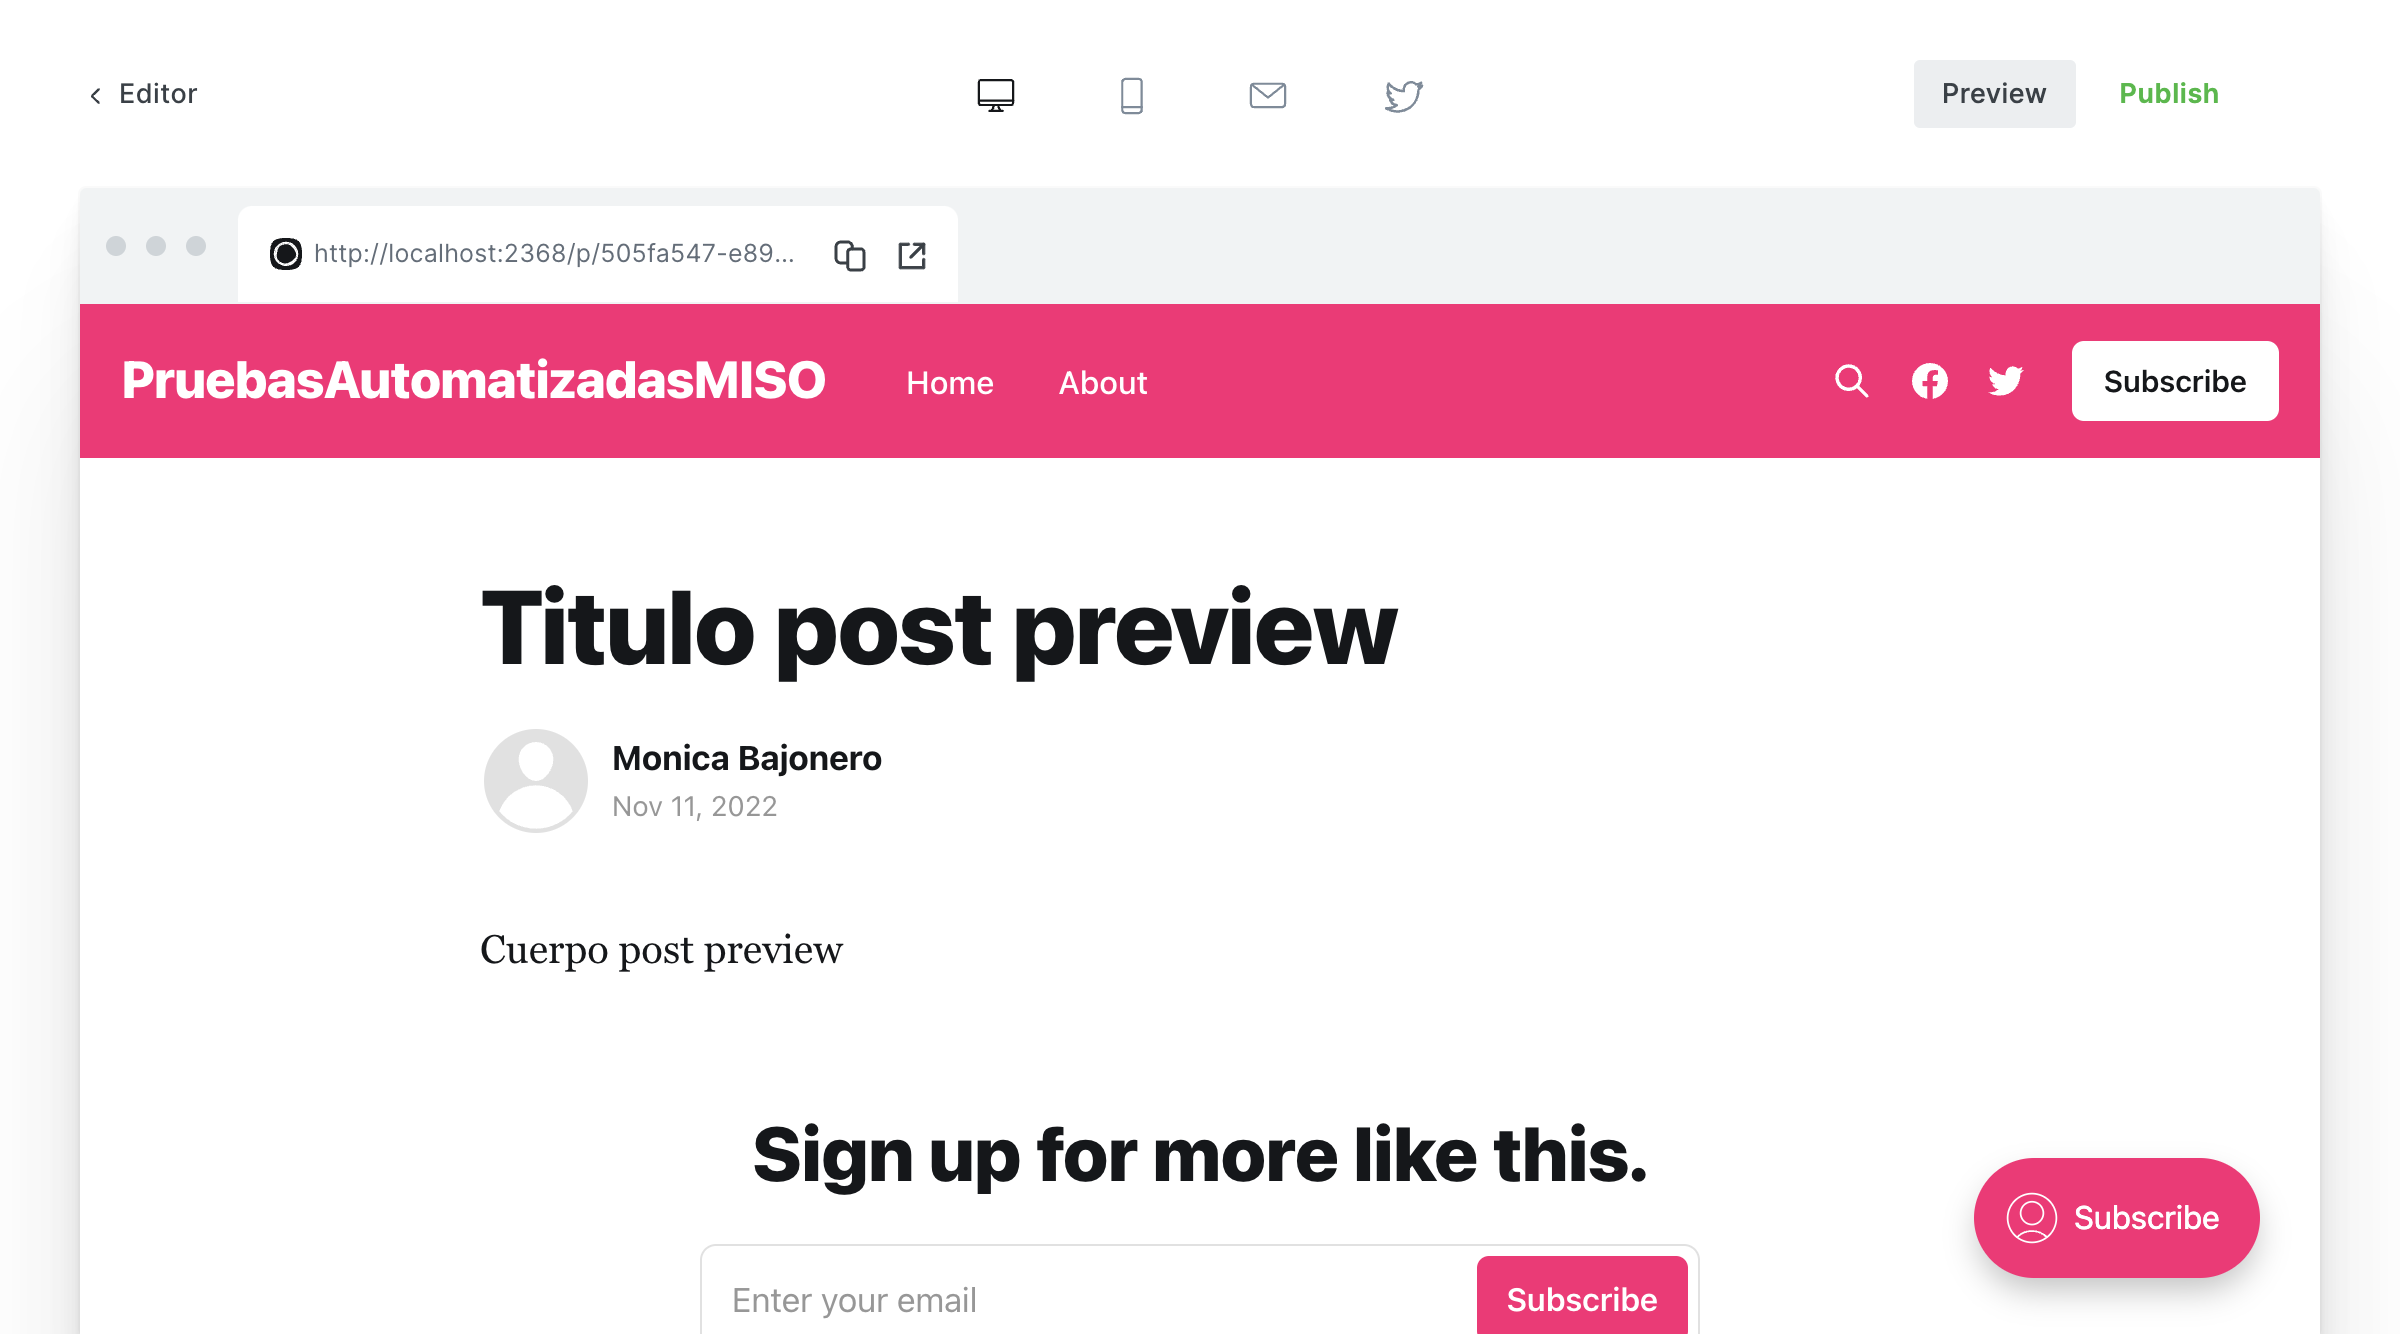 Editor
Preview
Publish
http://localhost:2368/p/505fa547-e89...
PruebasAutomatizadasMISO
Home
About
Subscribe
Titulo post preview
Monica Bajonero
Nov 11, 2022
Cuerpo post preview
Sign up for more like this.
Subscribe
Enter your email
Subscribe